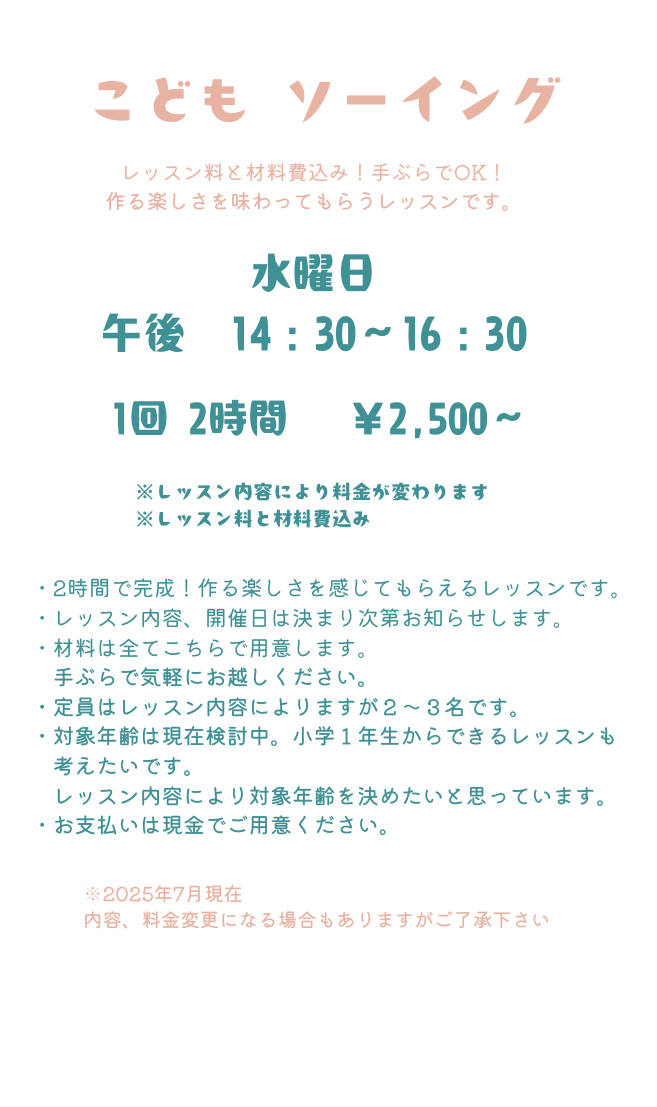 こども ソーイング
レッスン料と材料費込み！手ぶらでOK！
作る楽しさを味わってもらうレッスンです。
水曜日
午後　14：30～16：30
1回 2時間　￥2,500～
※レッスン内容により料金が変わります
※レッスン料と材料費込み
・2時間で完成！作る楽しさを感じてもらえるレッスンです。
・レッスン内容、開催日は決まり次第お知らせします。
・材料は全てこちらで用意します。
手ぶらで気軽にお越しください。
・定員はレッスン内容によりますが２～３名です。
・対象年齢は現在検討中。小学１年生からできるレッスンも
考えたいです。
レッスン内容により対象年齢を決めたいと思っています。
・お支払いは現金でご用意ください。
※2025年7月現在
内容、料金変更になる場合もありますがご了承下さい